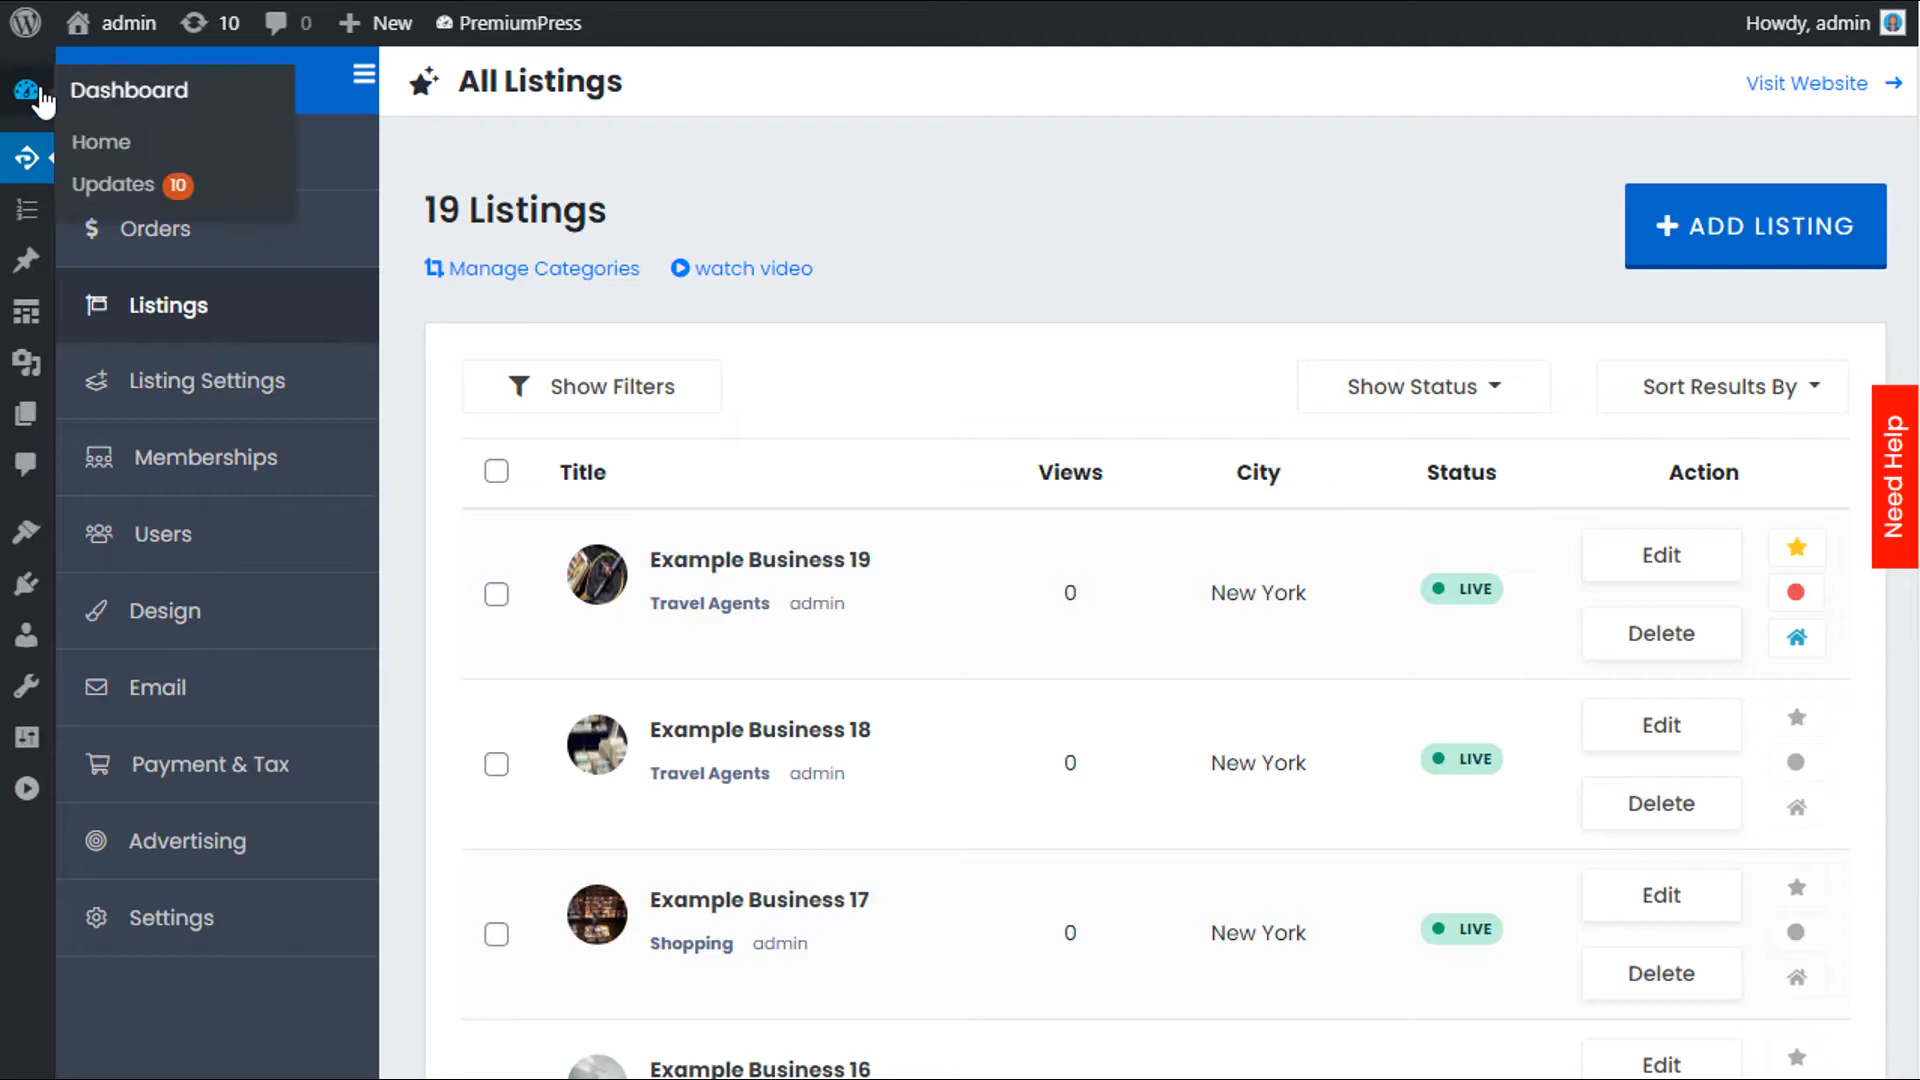 admin 10 0 New PremiumPress Howdy, admin
Dashboard
Home
Updates 10
Orders
Listings
Listing Settings
Memberships
Users
Design
Email
Payment & Tax
Advertising
Settings
All Listings
Visit Website
19 Listings
ADD LISTING
Manage Categories watch video
Show Filters Show Status Sort Results By
Title Views City Status Action
Example Business 19
Travel Agents admin
0 New York LIVE
Edit
Delete
Example Business 18
Travel Agents admin
0 New York LIVE
Edit
Delete
Example Business 17
Shopping admin
0 New York LIVE
Edit
Delete
Example Business 16
Edit
Need Help